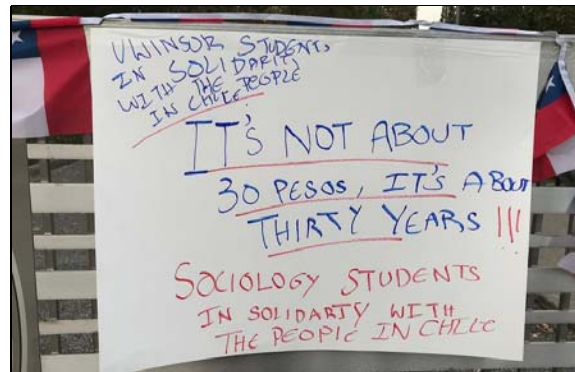 UWINSOR STUDENTS
IN SOLIDARITY
WITH THE PEOPLE
IN CHILE
IT'S NOT ABOUT
30 PESOS, IT'S ABOUT
THIRTY YEARS !!!
SOCIOLOGY STUDENTS
IN SOLIDARTY WITH
THE PEOPLE IN CHILE